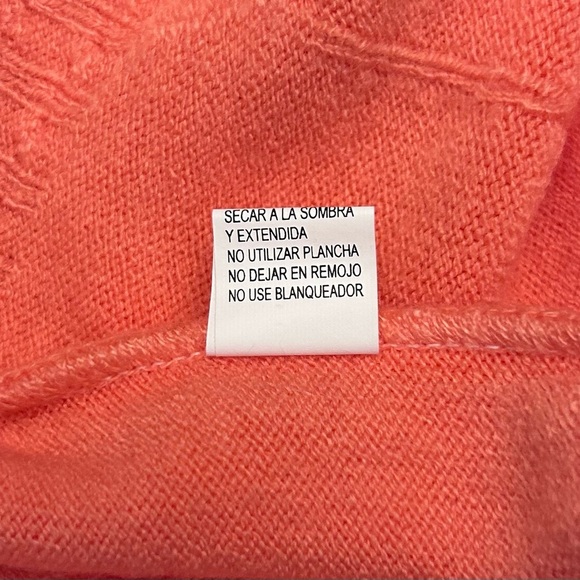 SECAR A LA SOMBRA
Y EXTENDIDA
NO UTILIZAR PLANCHA
NO DEJAR EN REMOJO
NO USE BLANQUEADOR